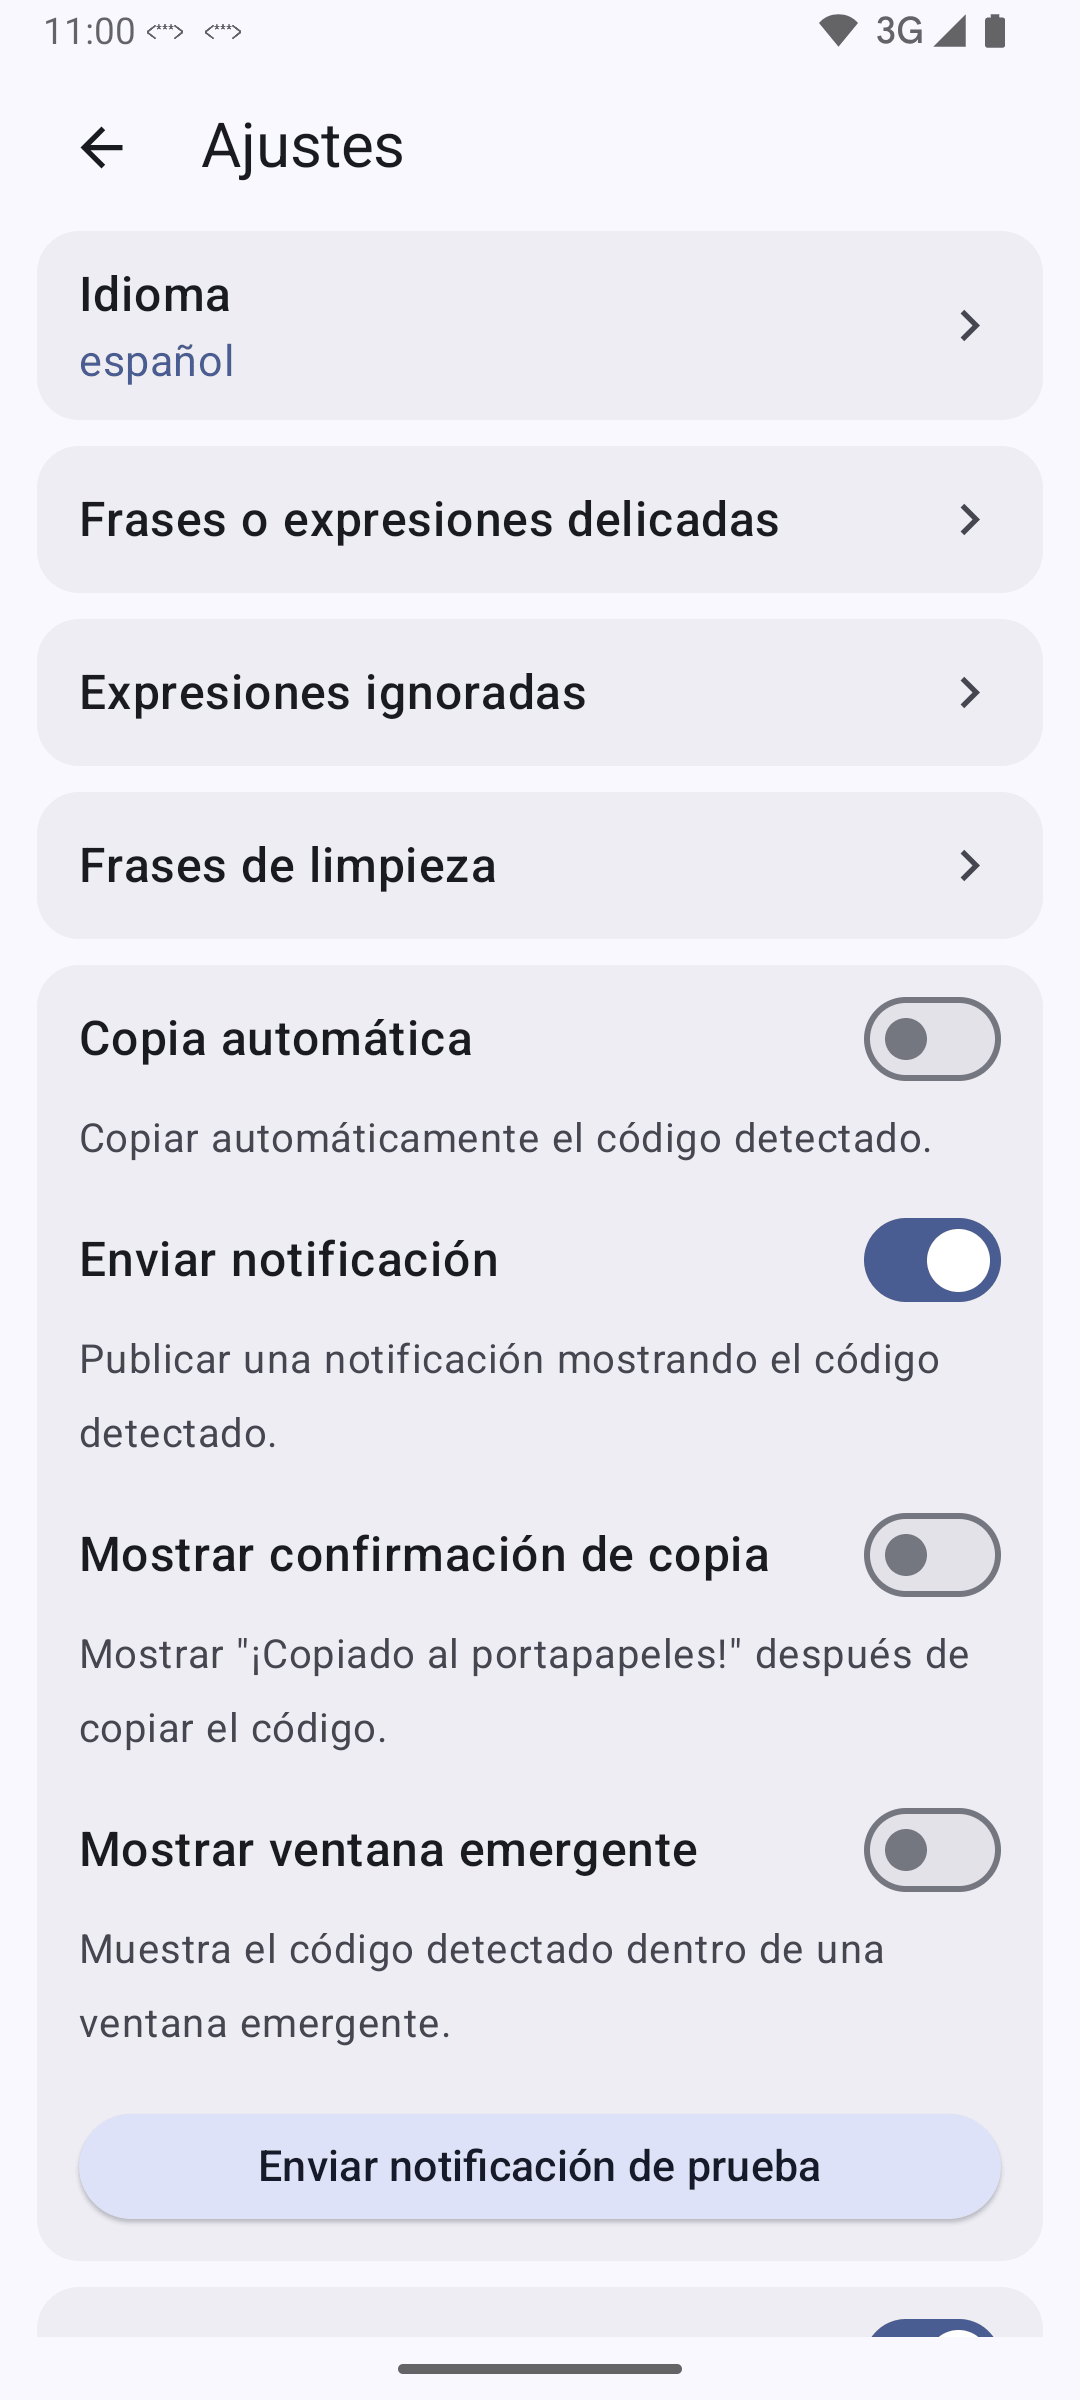 11:00
3G
Ajustes
Idioma
español
Frases o expresiones delicadas
Expresiones ignoradas
Frases de limpieza
Copia automática
Copiar automáticamente el código detectado.
Enviar notificación
Publicar una notificación mostrando el código
detectado.
Mostrar confirmación de copia
Mostrar "¡Copiado al portapapeles!" después de
copiar el código.
Mostrar ventana emergente
Muestra el código detectado dentro de una
ventana emergente.
Enviar notificación de prueba